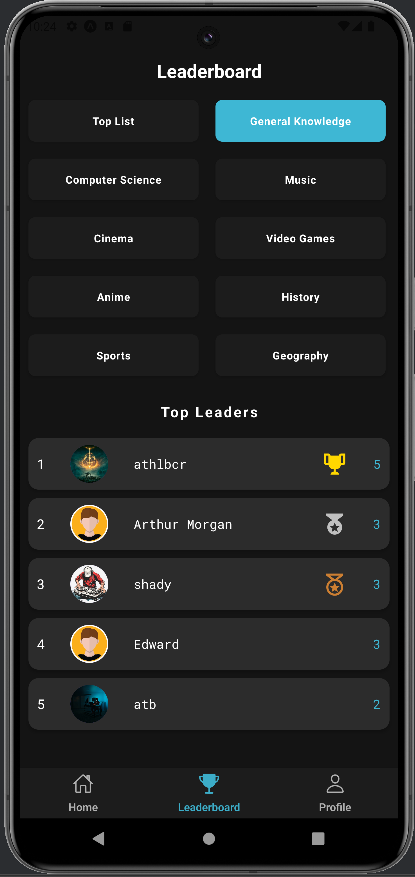 10:24
Leaderboard
Top List General Knowledge
Computer Science Music
Cinema Video Games
Anime History
Sports Geography
Top Leaders
1 athlbcr 5
2 Arthur Morgan 3
3 shady 3
4 Edward 3
5 atb 2
Home Leaderboard Profile